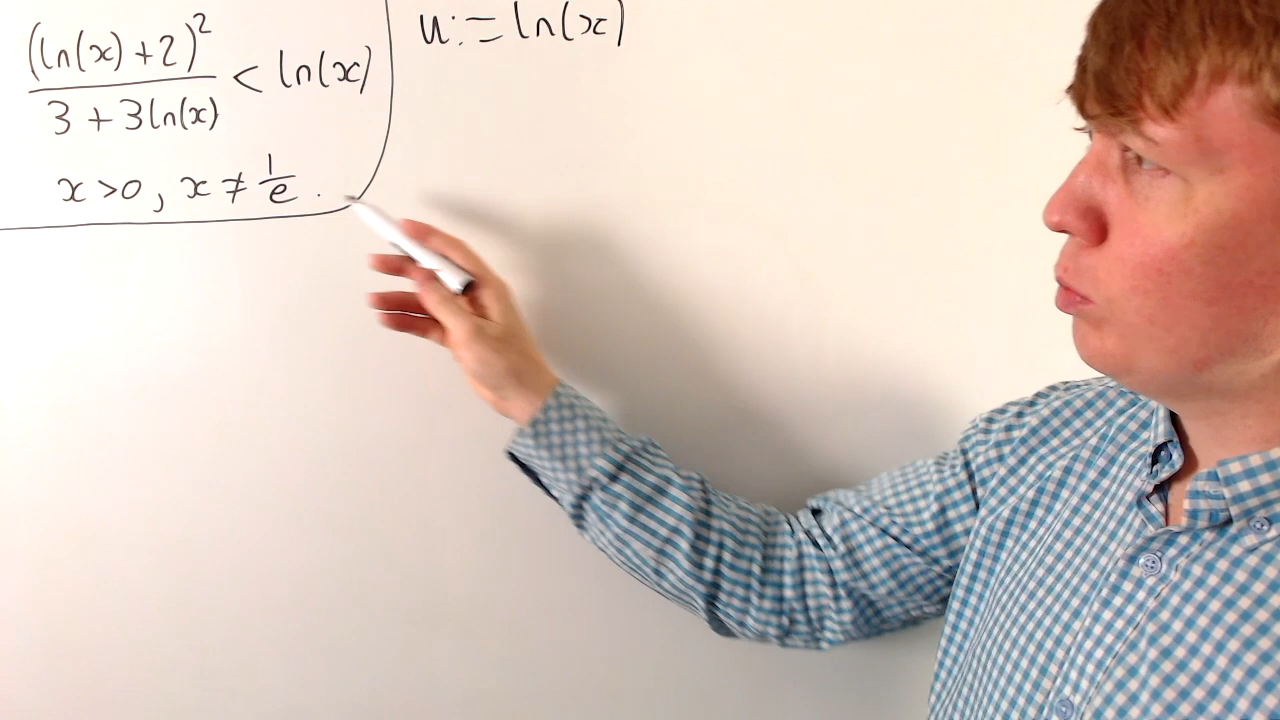 (ln(x)+2)²
3+3ln(x)
< ln(x)
x>0, x≠1/e.
u:=ln(x)